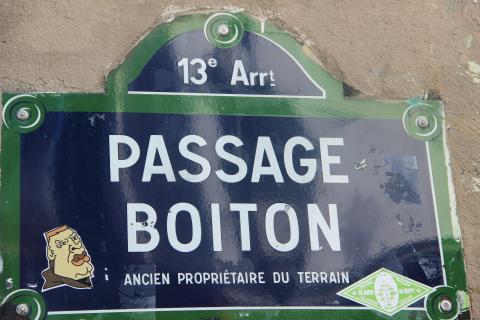 13e Arrt
PASSAGE
BOITON
ANCIEN PROPRIÉTAIRE DU TERRAIN